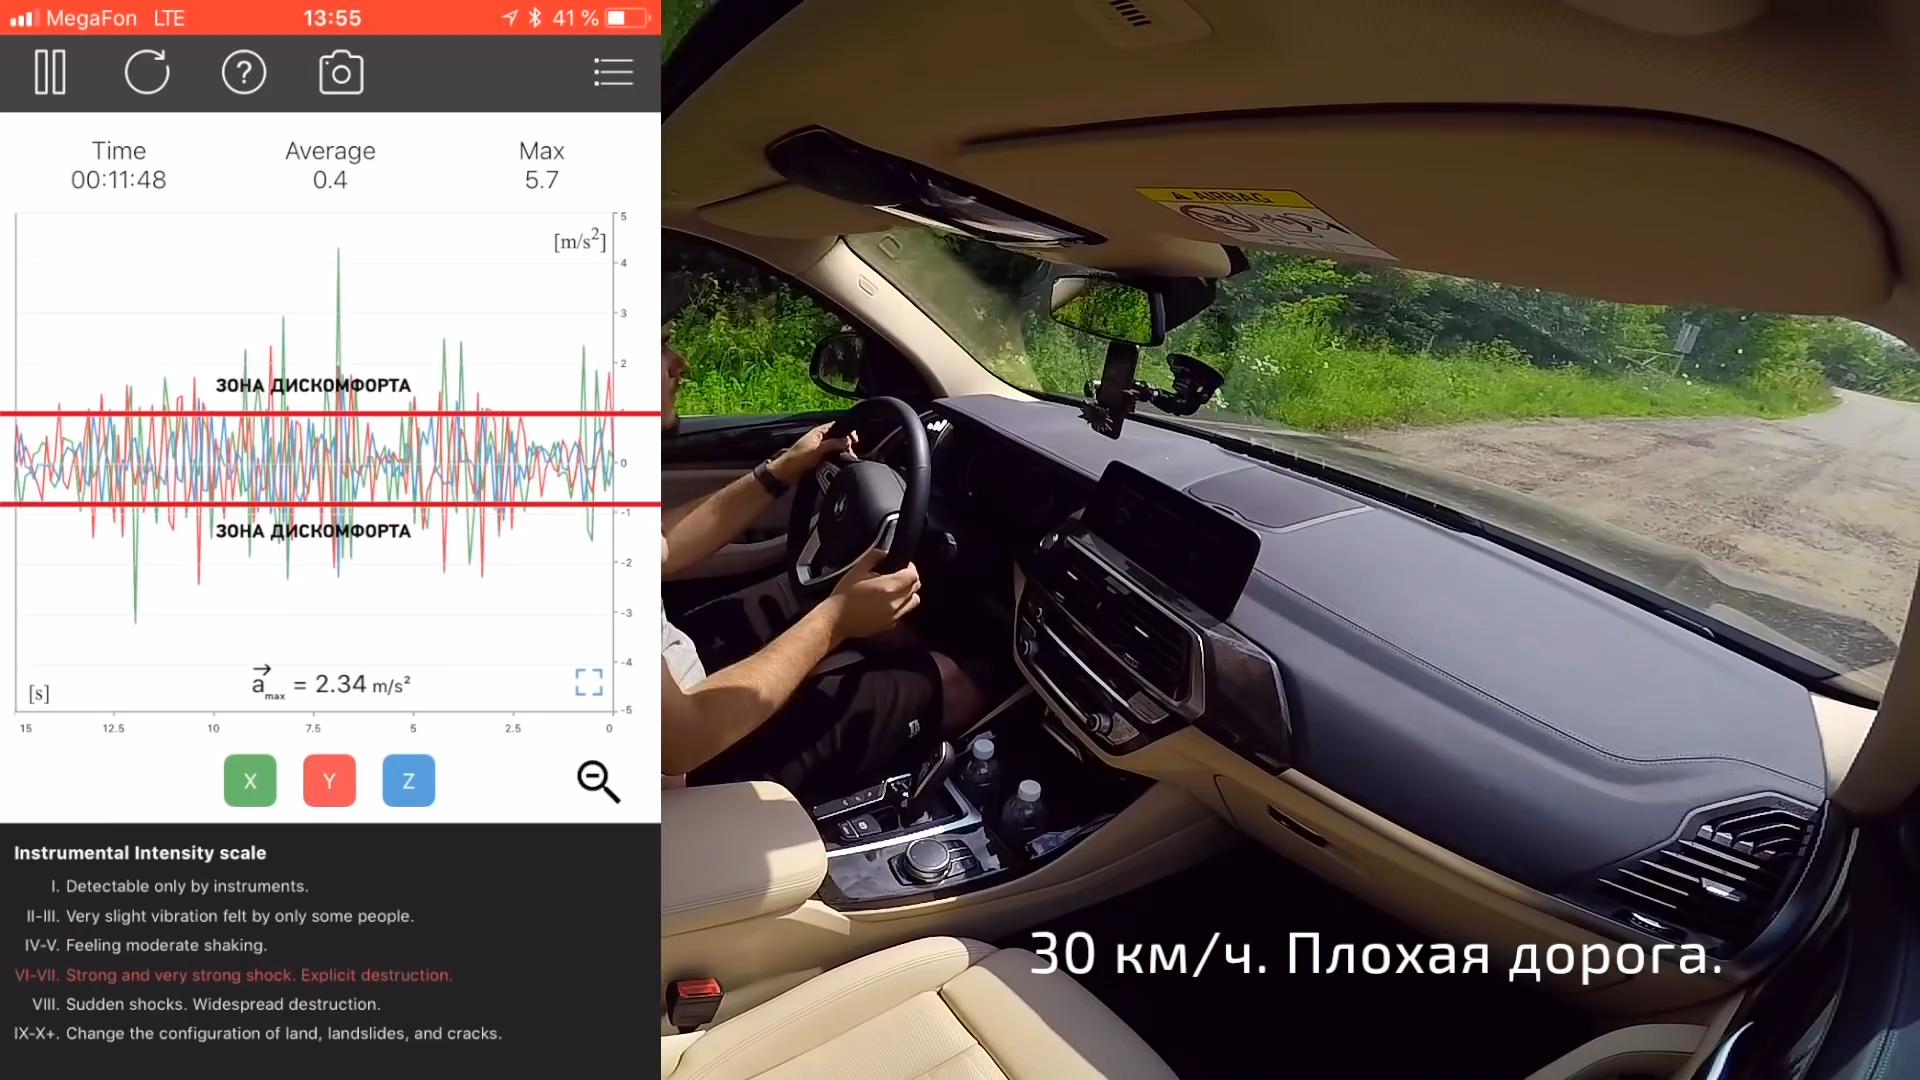 MegaFon LTE 13:55 41 %
Time Average Max
00:11:48 0.4 5.7
[m/s²]
5
4
3
2
ЗОНА ДИСКОМФОРТА
0
-1
ЗОНА ДИСКОМФОРТА
-2
-3
-4
a max = 2.34 m/s²
[s]
-5
15 12.5 10 7.5 5 2.5 0
X Y Z
Instrumental Intensity scale
I. Detectable only by instruments.
II-III. Very slight vibration felt by only some people.
IV-V. Feeling moderate shaking.
VI-VII. Strong and very strong shock. Explicit destruction.
VIII. Sudden shocks. Widespread destruction.
IX-X+. Change the configuration of land, landslides, and cracks.
AIRBAG
30 км/ч. Плохая дорога.